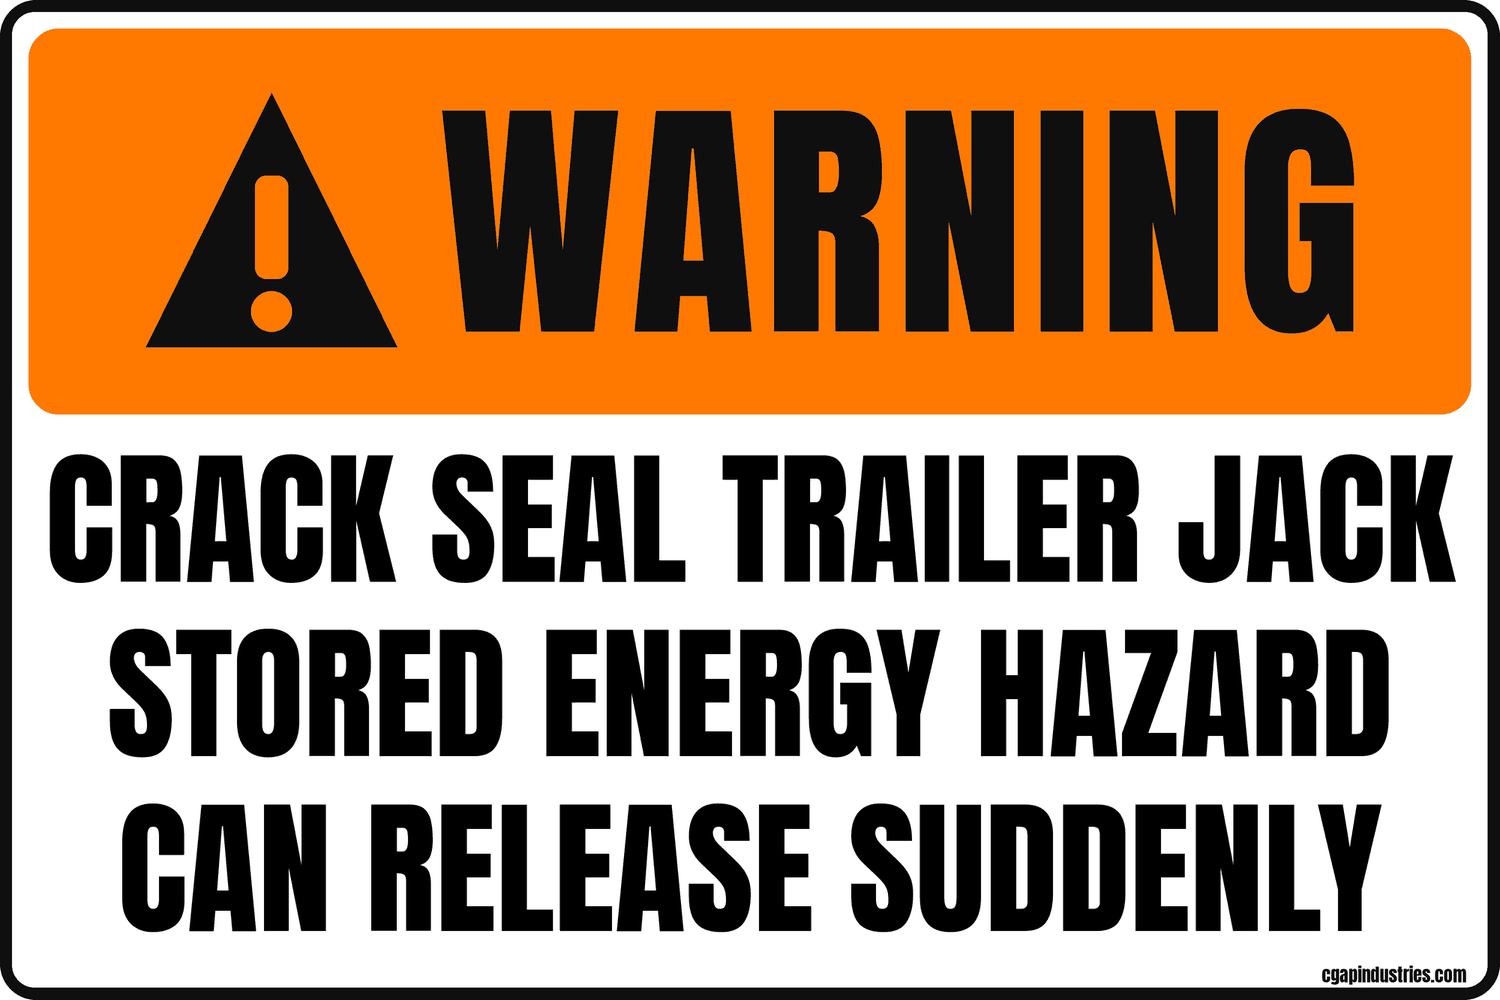 WARNING
CRACK SEAL TRAILER JACK
STORED ENERGY HAZARD
CAN RELEASE SUDDENLY
cgapindustries.com